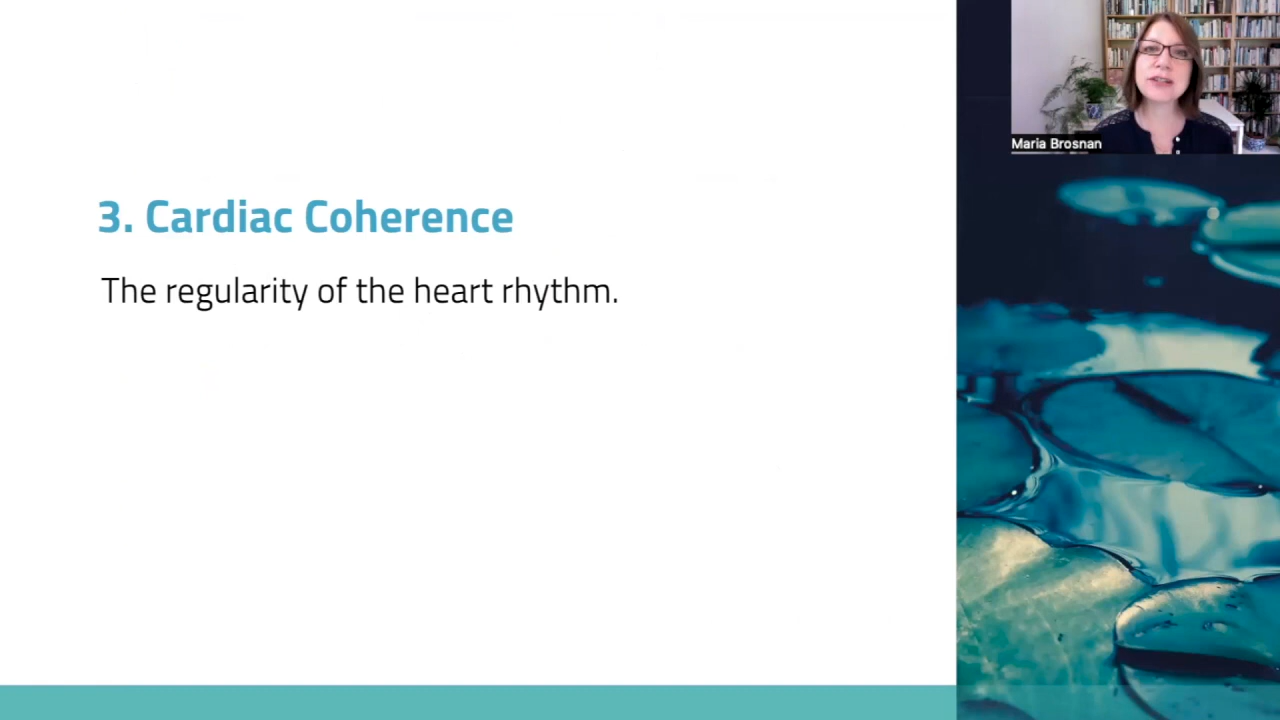 Maria Brosnan
3. Cardiac Coherence
The regularity of the heart rhythm.